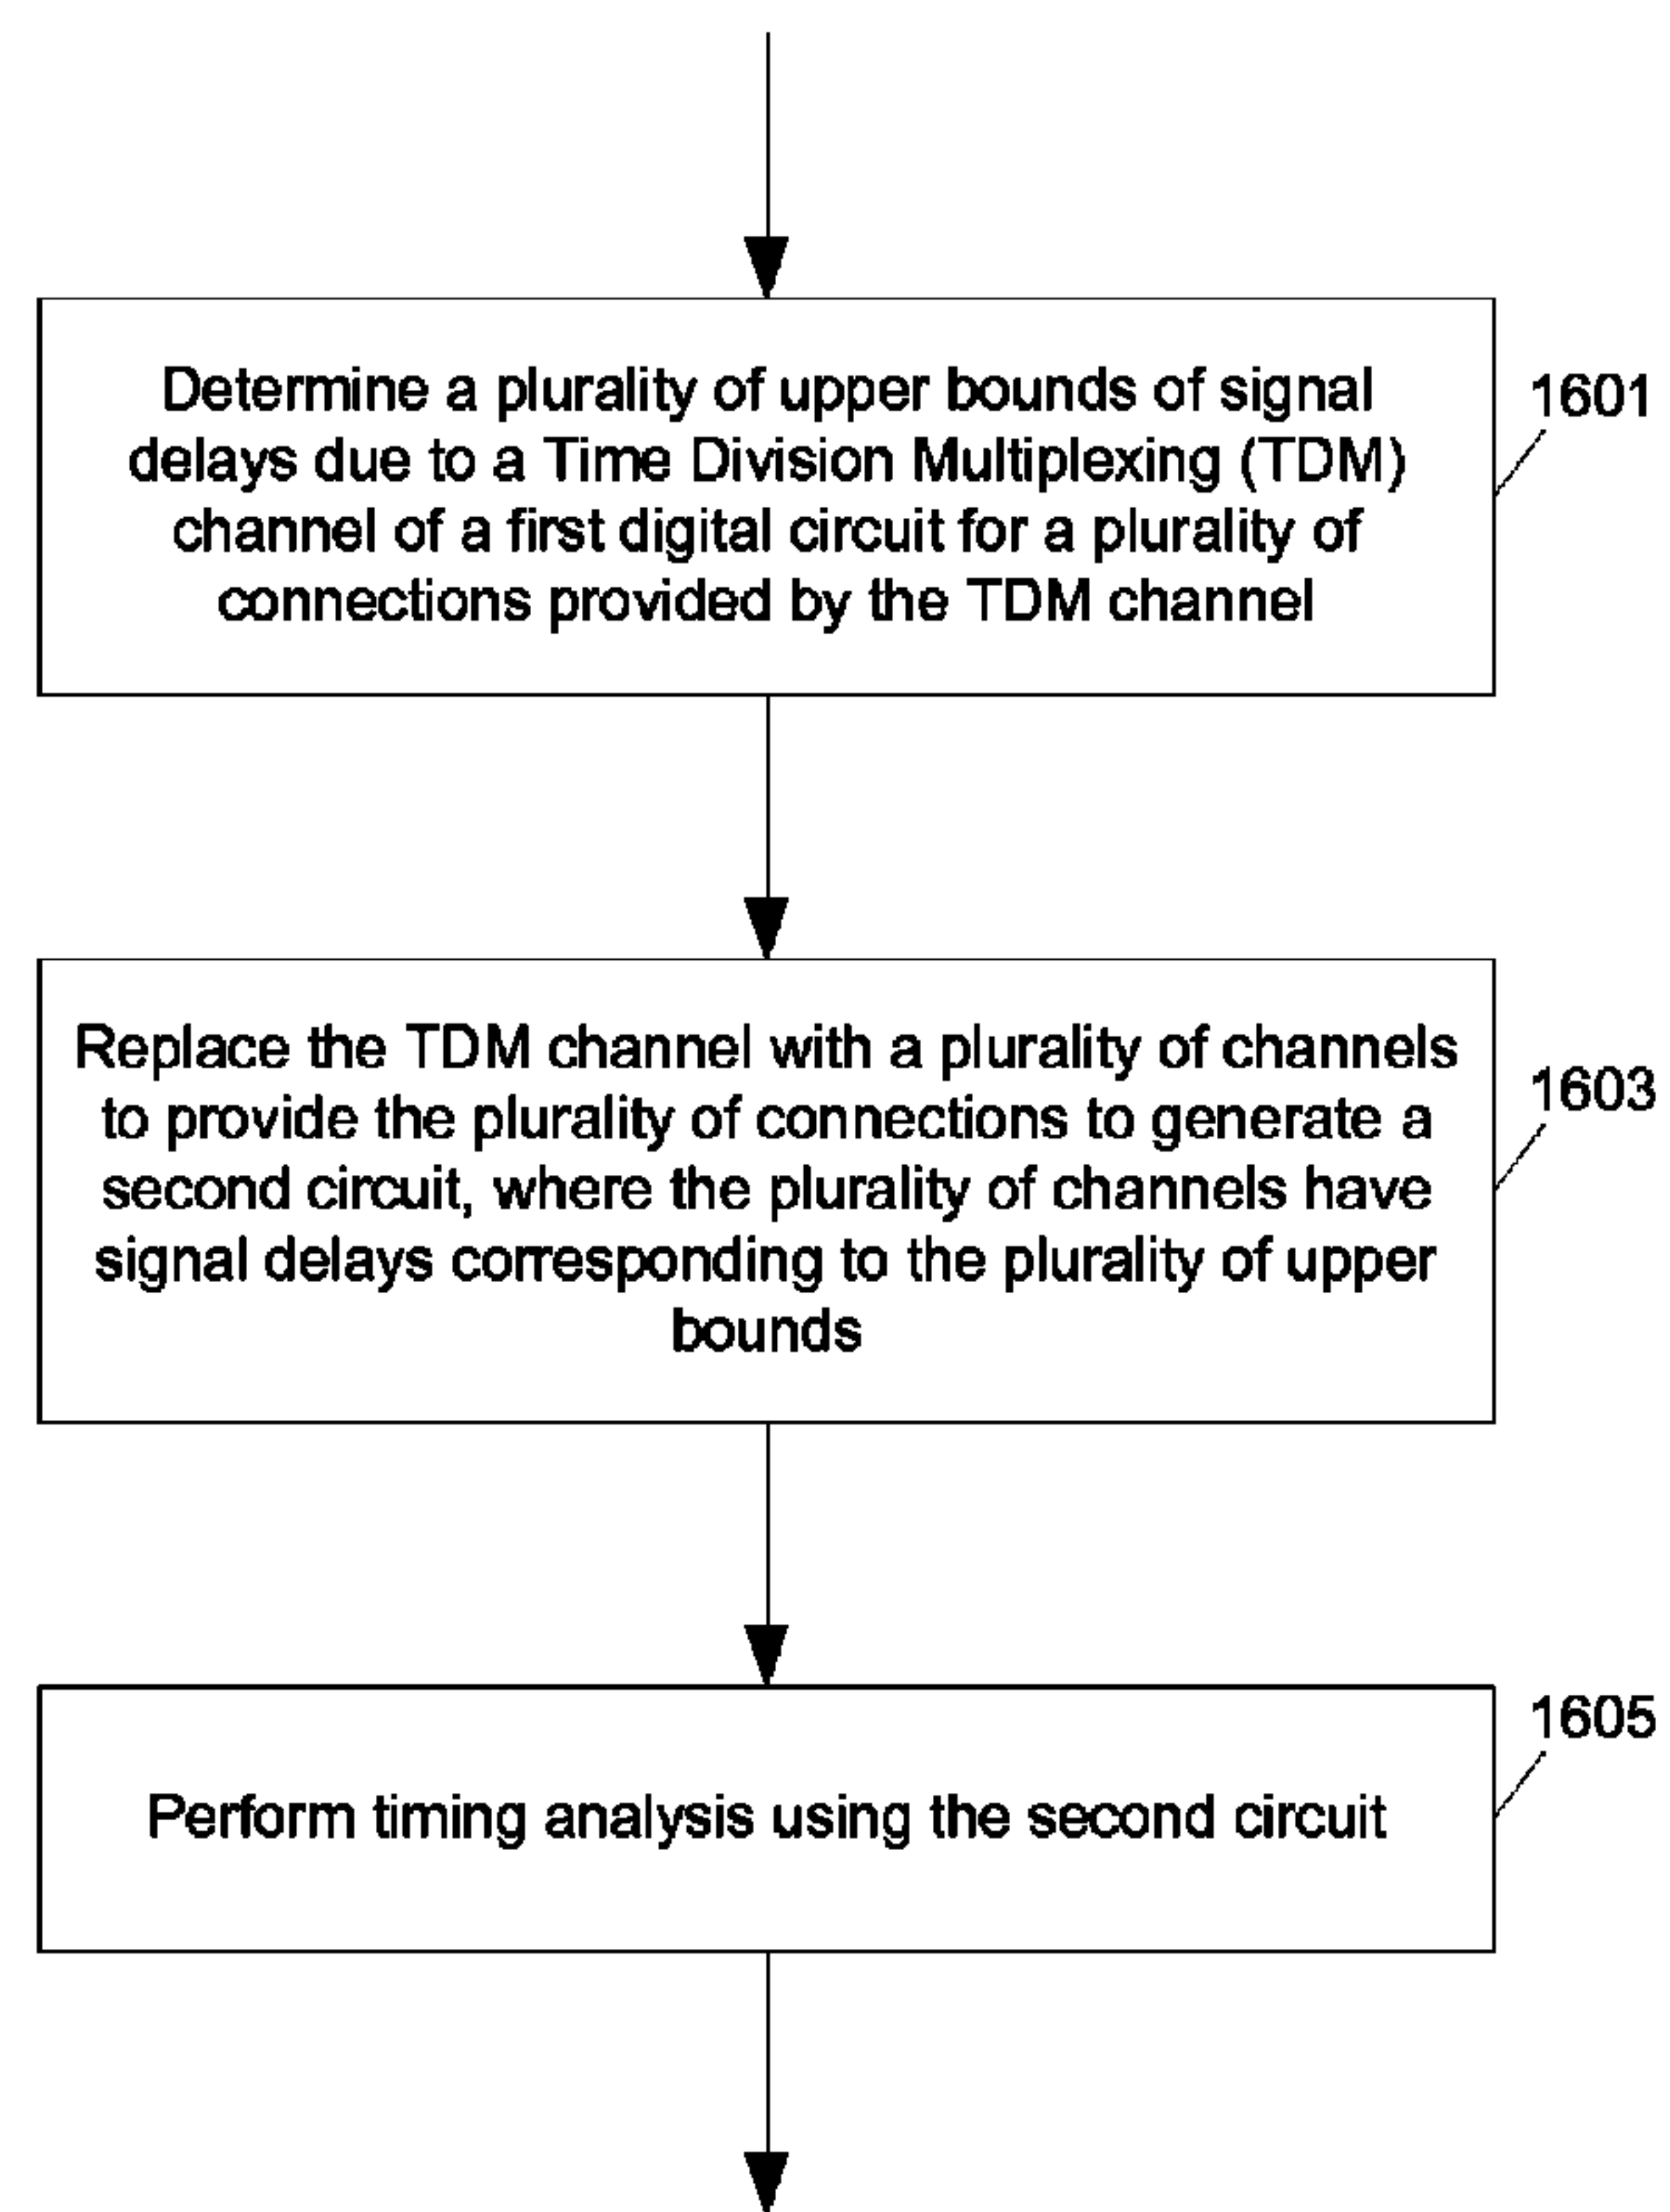 Determine a plurality of upper bounds of signal
delays due to a Time Division Multiplexing (TDM)
channel of a first digital circuit for a plurality of
connections provided by the TDM channel
1601
Replace the TDM channel with a plurality of channels
to provide the plurality of connections to generate a
second circuit, where the plurality of channels have
signal delays corresponding to the plurality of upper
bounds
1603
Perform timing analysis using the second circuit
1605